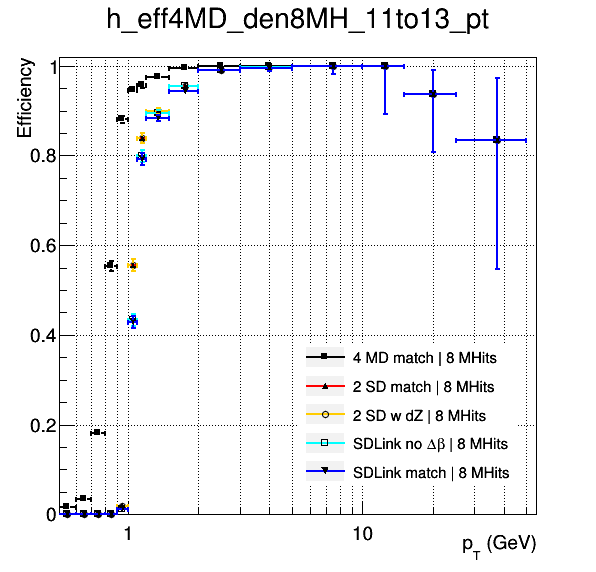 h_eff4MD_den8MH_11to13_pt
Efficiency
1
0.8
0.6
0.4
0.2
0
4 MD match | 8 MHits
2 SD match | 8 MHits
2 SD w dZ | 8 MHits
SDLink no Δβ | 8 MHits
SDLink match | 8 MHits
1 10
p_T (GeV)